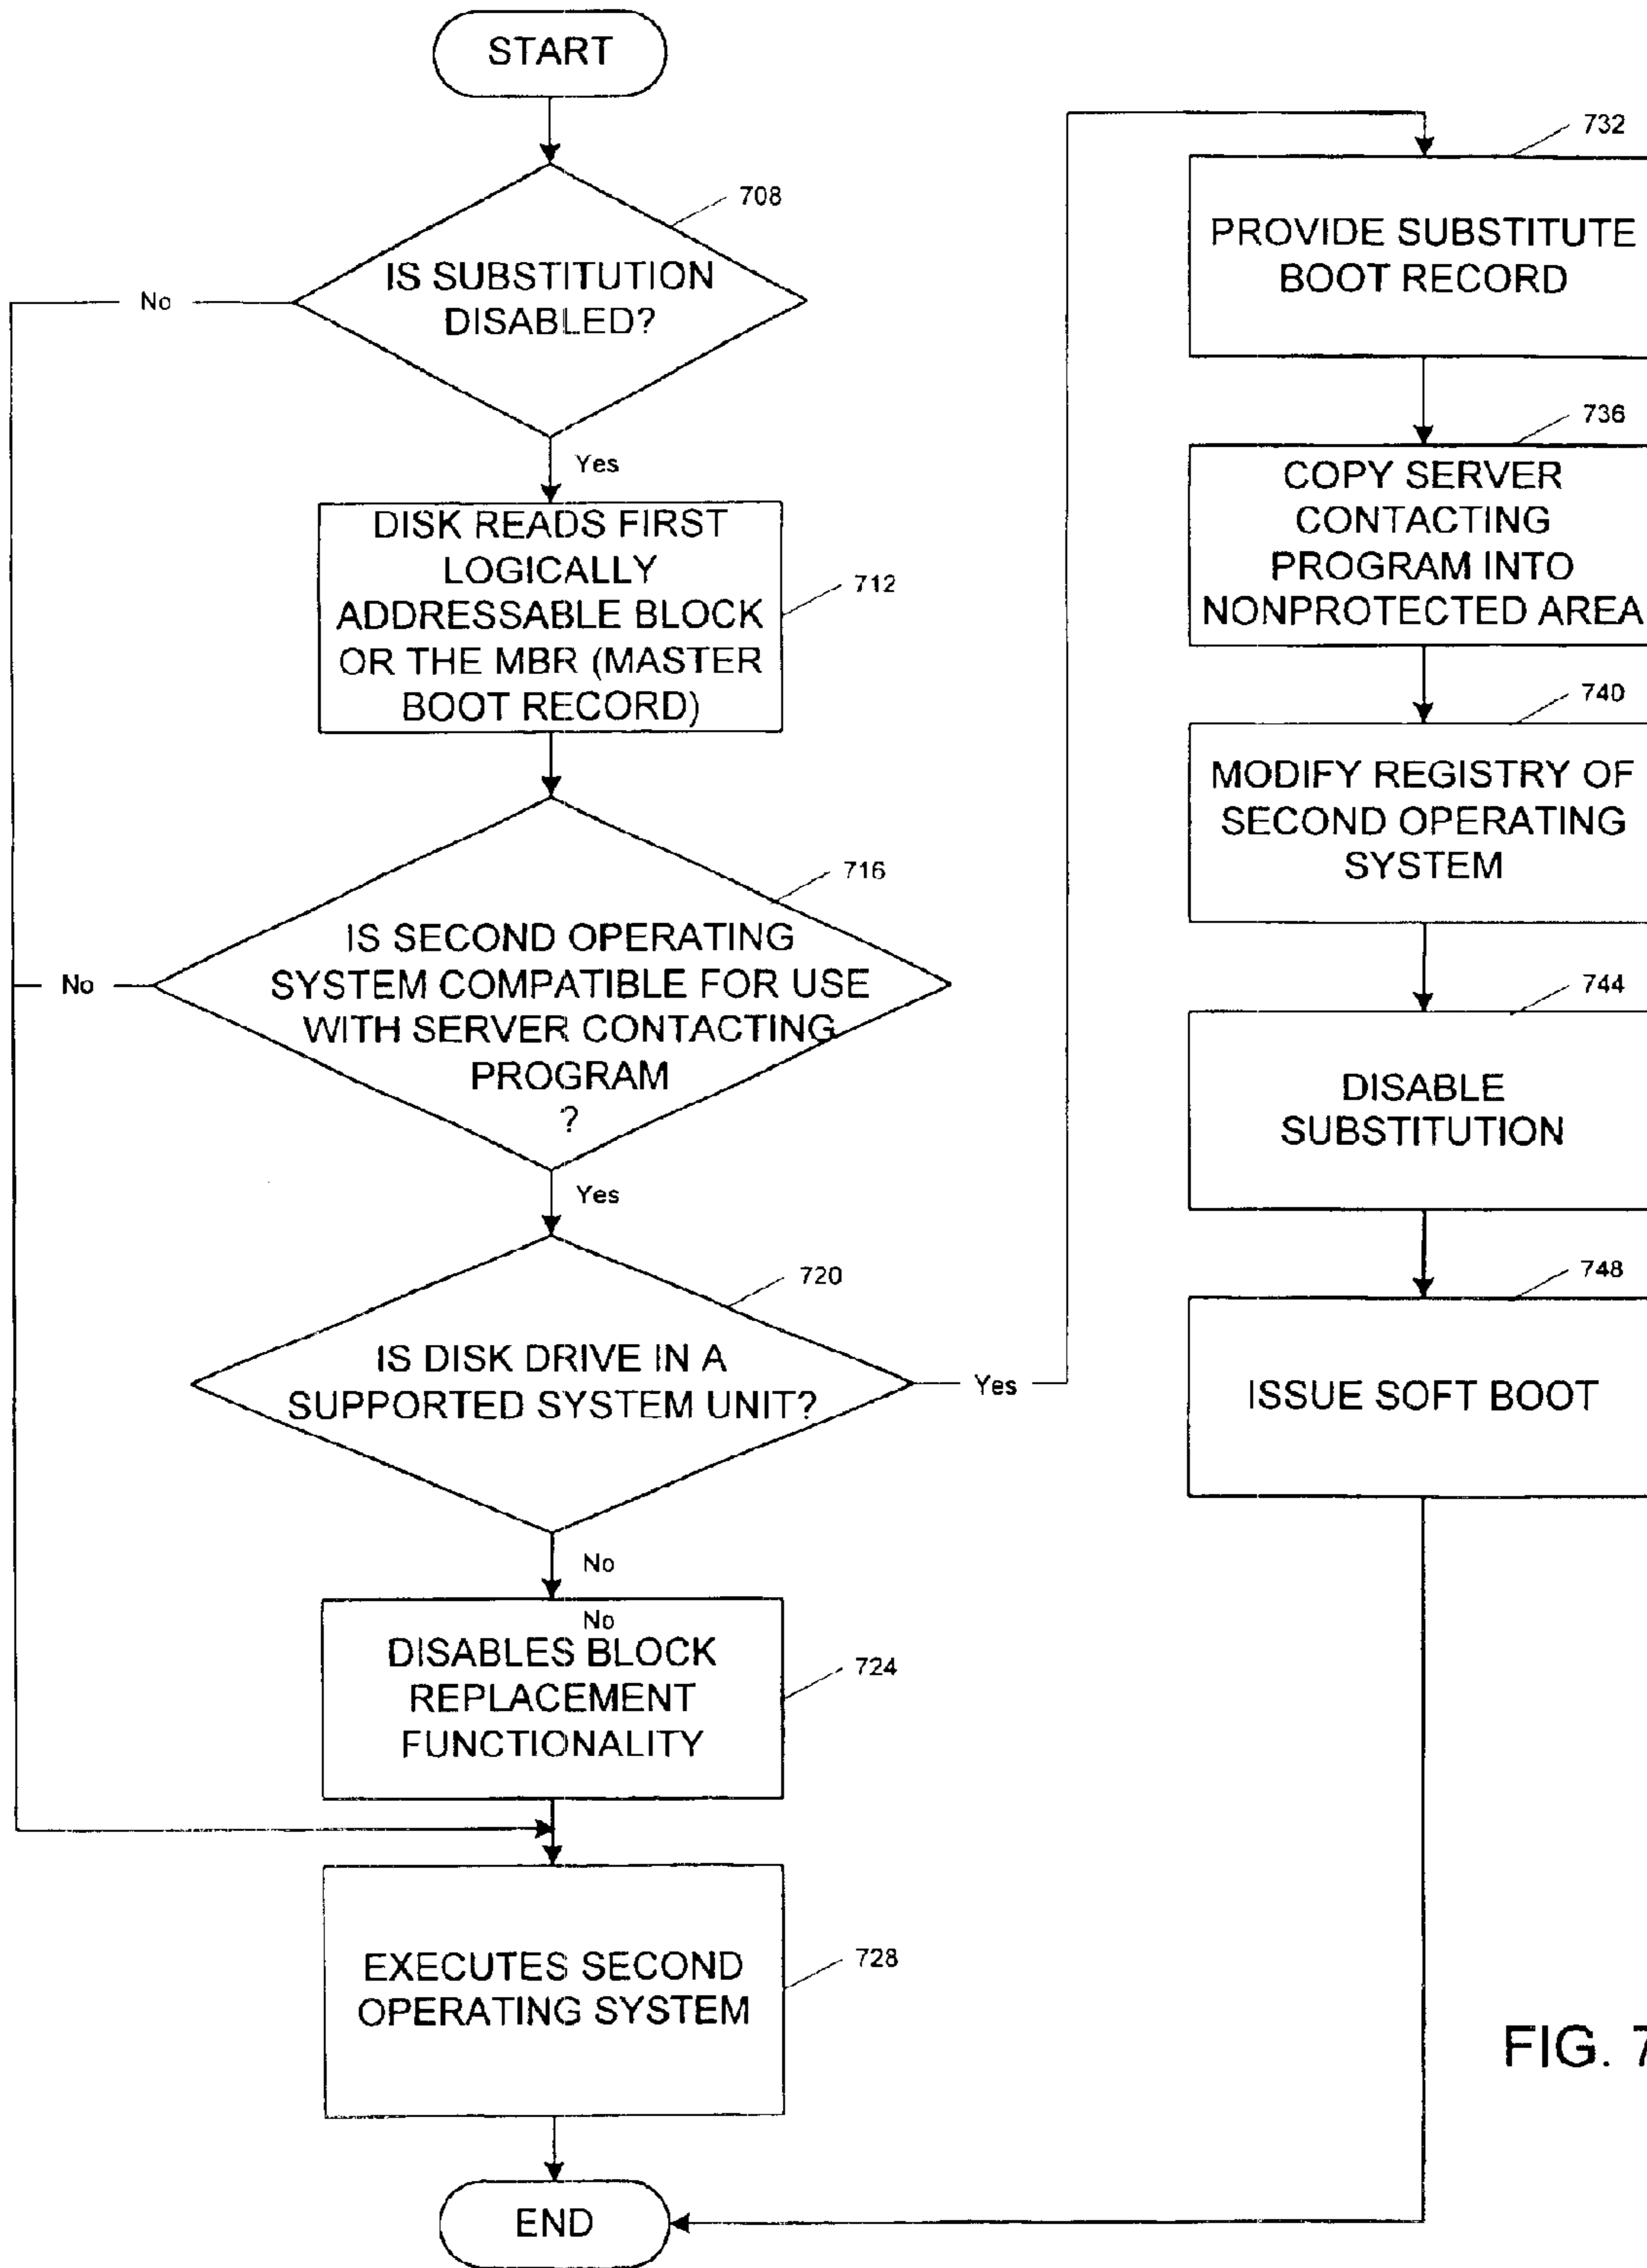 START
708
IS SUBSTITUTION
DISABLED?
No
Yes
DISK READS FIRST
LOGICALLY
ADDRESSABLE BLOCK
OR THE MBR (MASTER
BOOT RECORD)
712
716
IS SECOND OPERATING
SYSTEM COMPATIBLE FOR USE
WITH SERVER CONTACTING
PROGRAM
?
No
Yes
720
IS DISK DRIVE IN A
SUPPORTED SYSTEM UNIT?
Yes
No
No
DISABLES BLOCK
REPLACEMENT
FUNCTIONALITY
724
EXECUTES SECOND
OPERATING SYSTEM
728
END
732
PROVIDE SUBSTITUTE
BOOT RECORD
736
COPY SERVER
CONTACTING
PROGRAM INTO
NONPROTECTED AREA
740
MODIFY REGISTRY OF
SECOND OPERATING
SYSTEM
744
DISABLE
SUBSTITUTION
748
ISSUE SOFT BOOT
FIG. 7